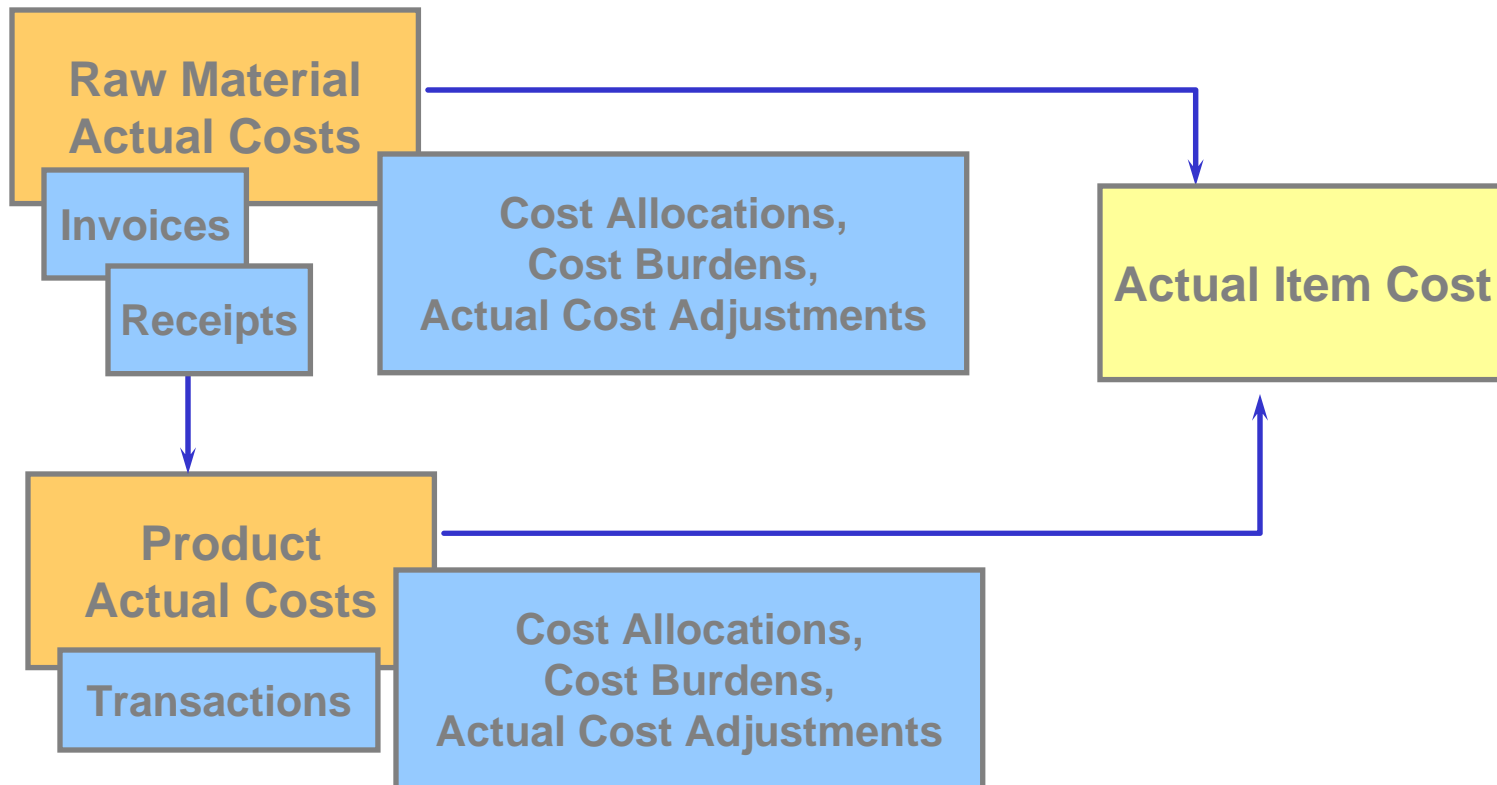 Raw Material
Actual Costs
Invoices
Receipts
Cost Allocations,
Cost Burdens,
Actual Cost Adjustments
Actual Item Cost
Product
Actual Costs
Transactions
Cost Allocations,
Cost Burdens,
Actual Cost Adjustments